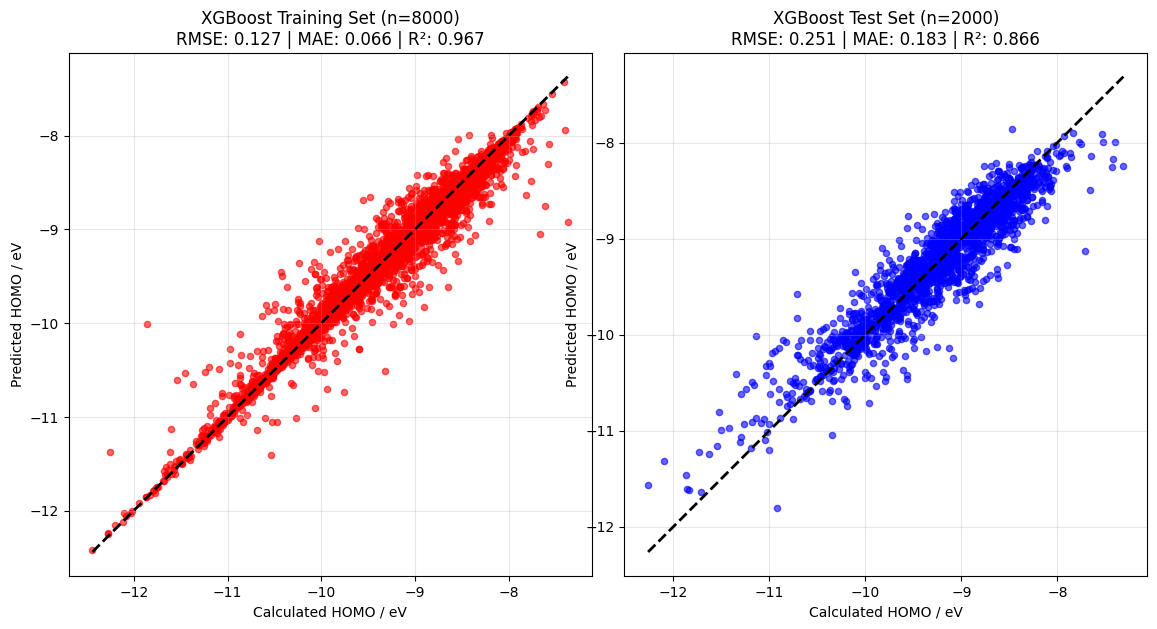 XGBoost Training Set (n=8000)
RMSE: 0.127 | MAE: 0.066 | R²: 0.967
Predicted HOMO / eV
−8
−9
−10
−11
−12
−12
−11
−10
−9
−8
Calculated HOMO / eV
XGBoost Test Set (n=2000)
RMSE: 0.251 | MAE: 0.183 | R²: 0.866
Predicted HOMO / eV
−8
−9
−10
−11
−12
−12
−11
−10
−9
−8
Calculated HOMO / eV